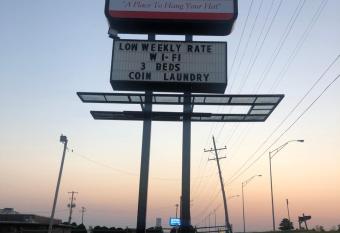 "A Place To Hang Your Hat"
LOW WEEKLY RATE
WI-FI
3 BEDS
COIN LAUNDRY